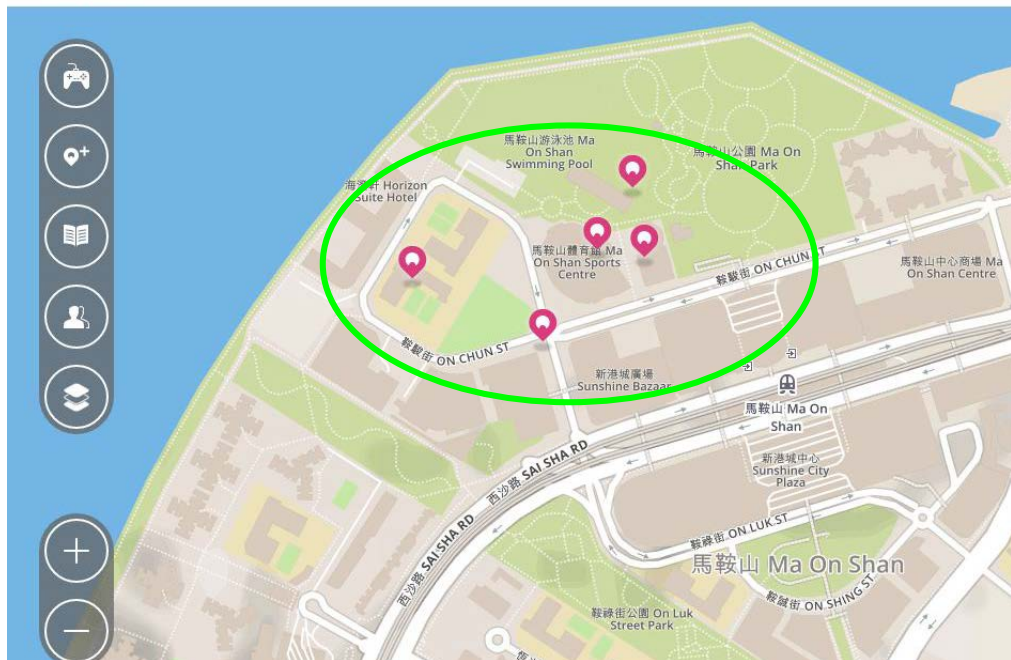 馬鞍山游泳池 Ma
On Shan
Swimming Pool
馬鞍山公園 Ma On
Shan Park
Horizon
Suite Hotel
馬鞍山體育館 Ma
On Shan Sports
Centre
鞍駿街 ON CHUN ST
馬鞍山中心商場 Ma
On Shan Centre
鞍駿街 ON CHUN ST
新港城廣場
Sunshine Bazaar
馬鞍山 Ma On
Shan
西沙路 SAI SHA RD
新港城中心
Sunshine City
Plaza
西沙路 SAI SHA RD
鞍祿街 ON LUK ST
馬鞍山 Ma On Shan
鞍誠街 ON SHING ST
鞍祿街公園 On Luk
Street Park